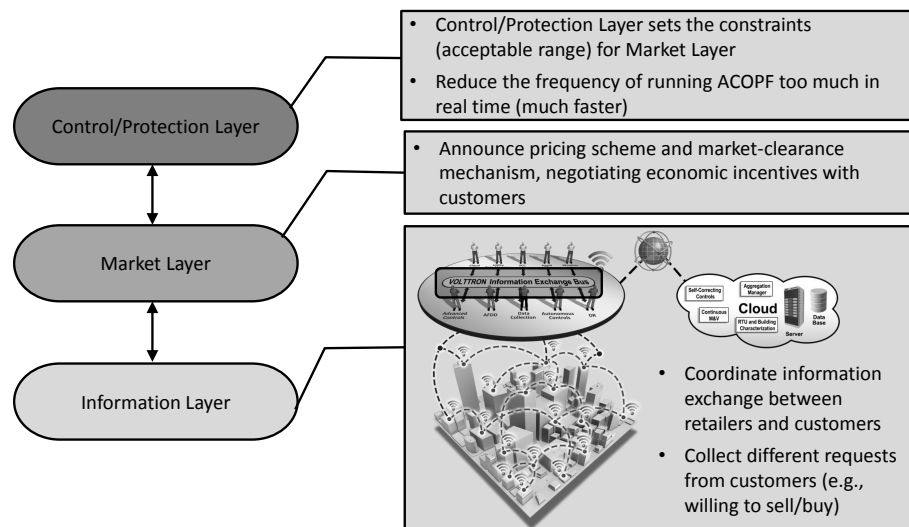 • Control/Protection Layer sets the constraints
(acceptable range) for Market Layer
• Reduce the frequency of running ACOPF too much in
real time (much faster)
Control/Protection Layer
• Announce pricing scheme and market-clearance
mechanism, negotiating economic incentives with
customers
Market Layer
VOLTTRON Information Exchange Bus
Advanced
Controls
AFDD
Data
Collection
Autonomous
Controls
DR
Self-Correcting
Controls
Aggregation
Manager
Continuous
M&V
Cloud
RTU and Building
Characterization
Server
Data
Base
Information Layer
• Coordinate information
exchange between
retailers and customers
• Collect different requests
from customers (e.g.,
willing to sell/buy)